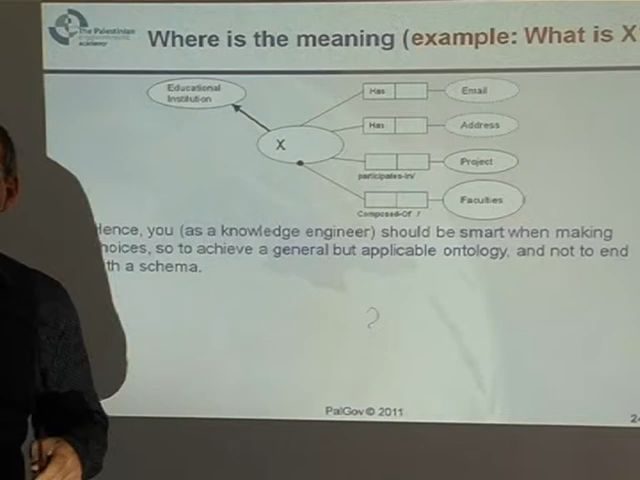 The Palestinian
academy
Where is the meaning (example: What is X
Educational
Institution
X
Has
Email
Has
Address
participates-in/
Project
Composed-Of /
Faculties
ence, you (as a knowledge engineer) should be smart when making
hoices, so to achieve a general but applicable ontology, and not to end
th a schema.
?
PalGov © 2011